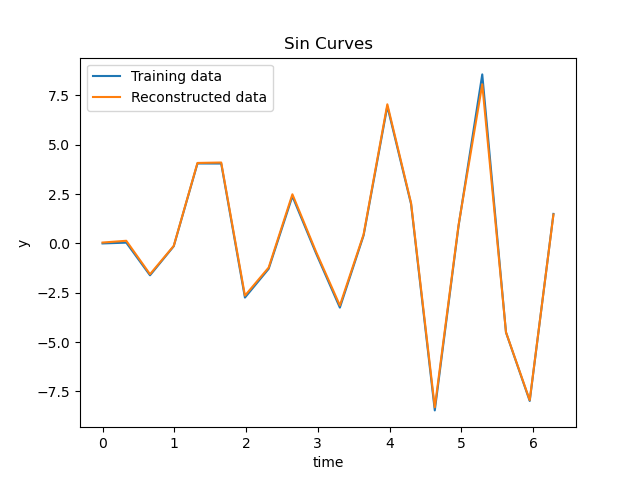 Sin Curves
Training data
Reconstructed data
7.5
5.0
2.5
0.0
−2.5
−5.0
−7.5
y
0 1 2 3 4 5 6
time